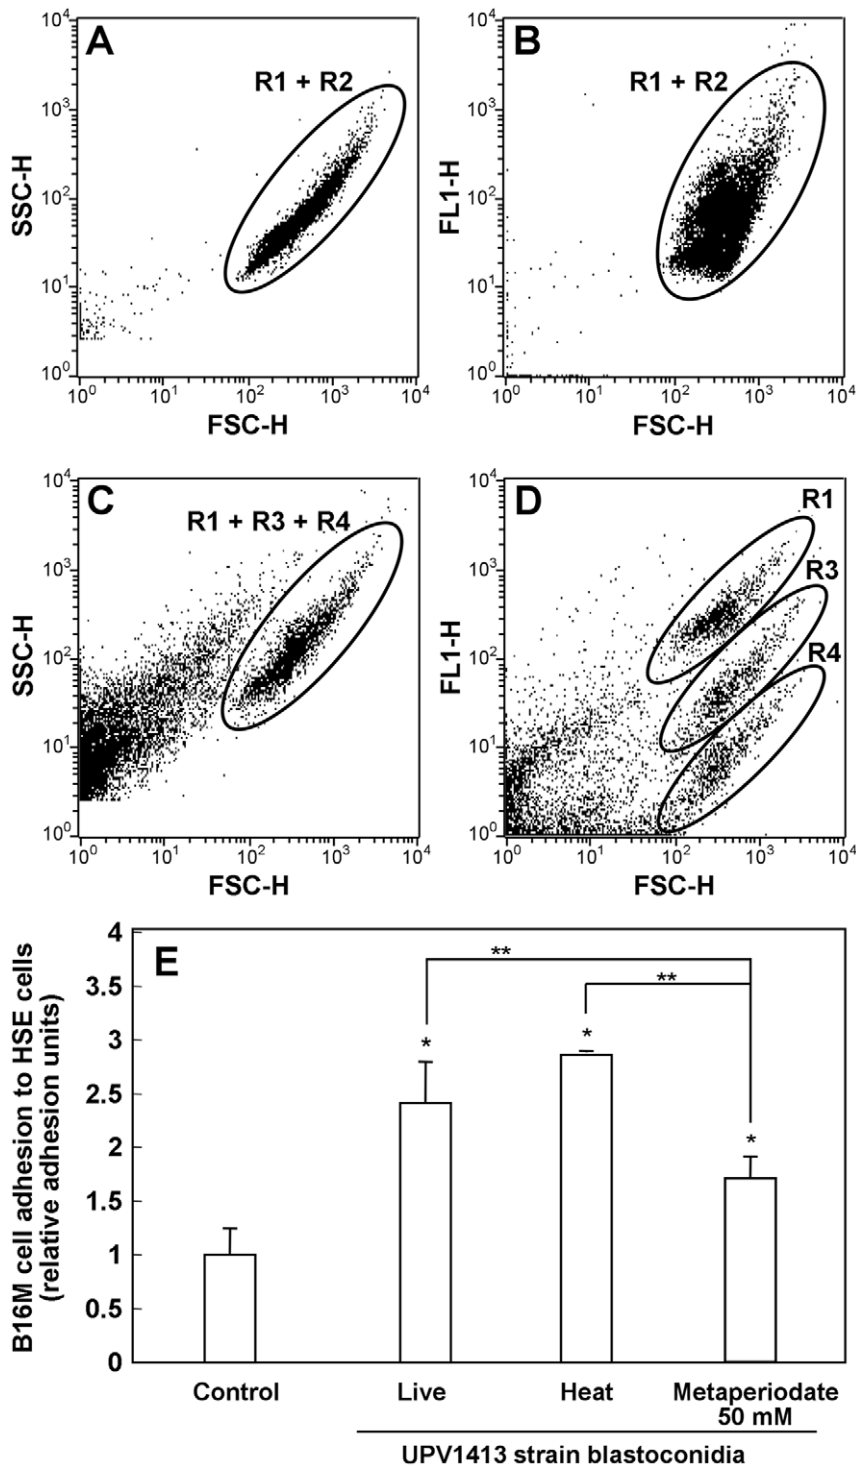 A
R1 + R2
SSC-H
10⁴
10³
10²
10¹
10⁰
10⁰ 10¹ 10² 10³ 10⁴
FSC-H
B
R1 + R2
FL1-H
10⁴
10³
10²
10¹
10⁰
10⁰ 10¹ 10² 10³ 10⁴
FSC-H
C
R1 + R3 + R4
SSC-H
10⁴
10³
10²
10¹
10⁰
10⁰ 10¹ 10² 10³ 10⁴
FSC-H
D
R1
R3
R4
FL1-H
10⁴
10³
10²
10¹
10⁰
10⁰ 10¹ 10² 10³ 10⁴
FSC-H
E
B16M cell adhesion to HSE cells
(relative adhesion units)
4
3.5
3
2.5
2
1.5
1
0.5
0
**
**
*
*
*
Control Live Heat Metaperiodate
50 mM
UPV1413 strain blastoconidia